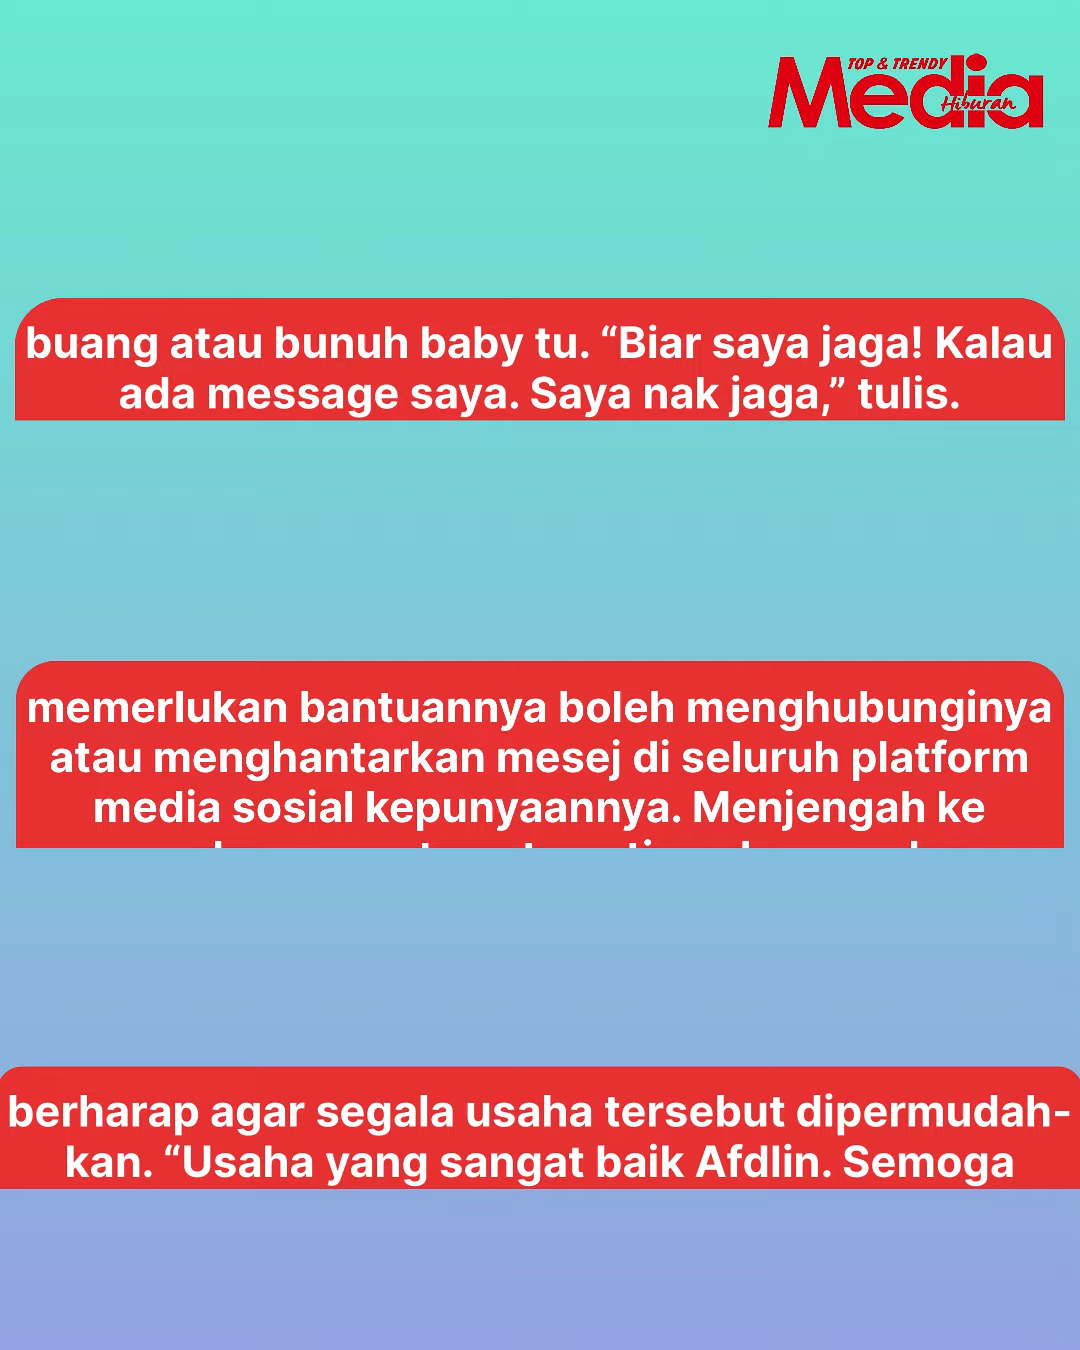 TOP & TRENDY
Media
Hiburan
buang atau bunuh baby tu. “Biar saya jaga! Kalau
ada message saya. Saya nak jaga,” tulis.
memerlukan bantuannya boleh menghubunginya
atau menghantarkan mesej di seluruh platform
media sosial kepunyaannya. Menjengah ke
berharap agar segala usaha tersebut dipermudah-
kan. “Usaha yang sangat baik Afdlin. Semoga